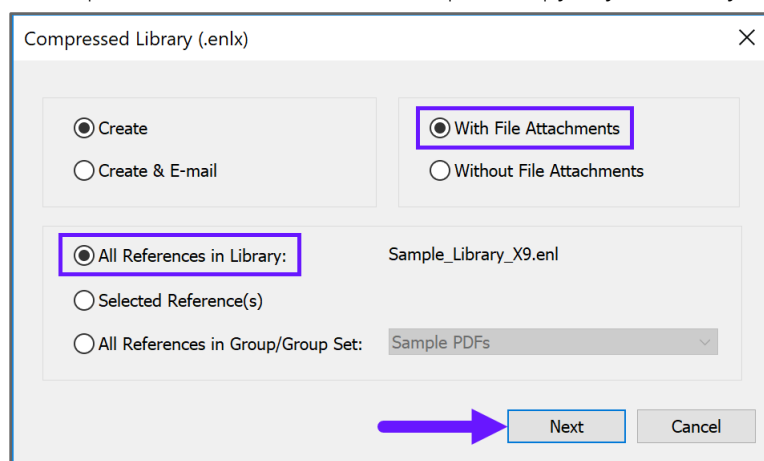 Compressed Library (.enlx)
Create
With File Attachments
Create & E-mail
Without File Attachments
All References in Library:
Sample_Library_X9.enl
Selected Reference(s)
All References in Group/Group Set:
Sample PDFs
Next
Cancel